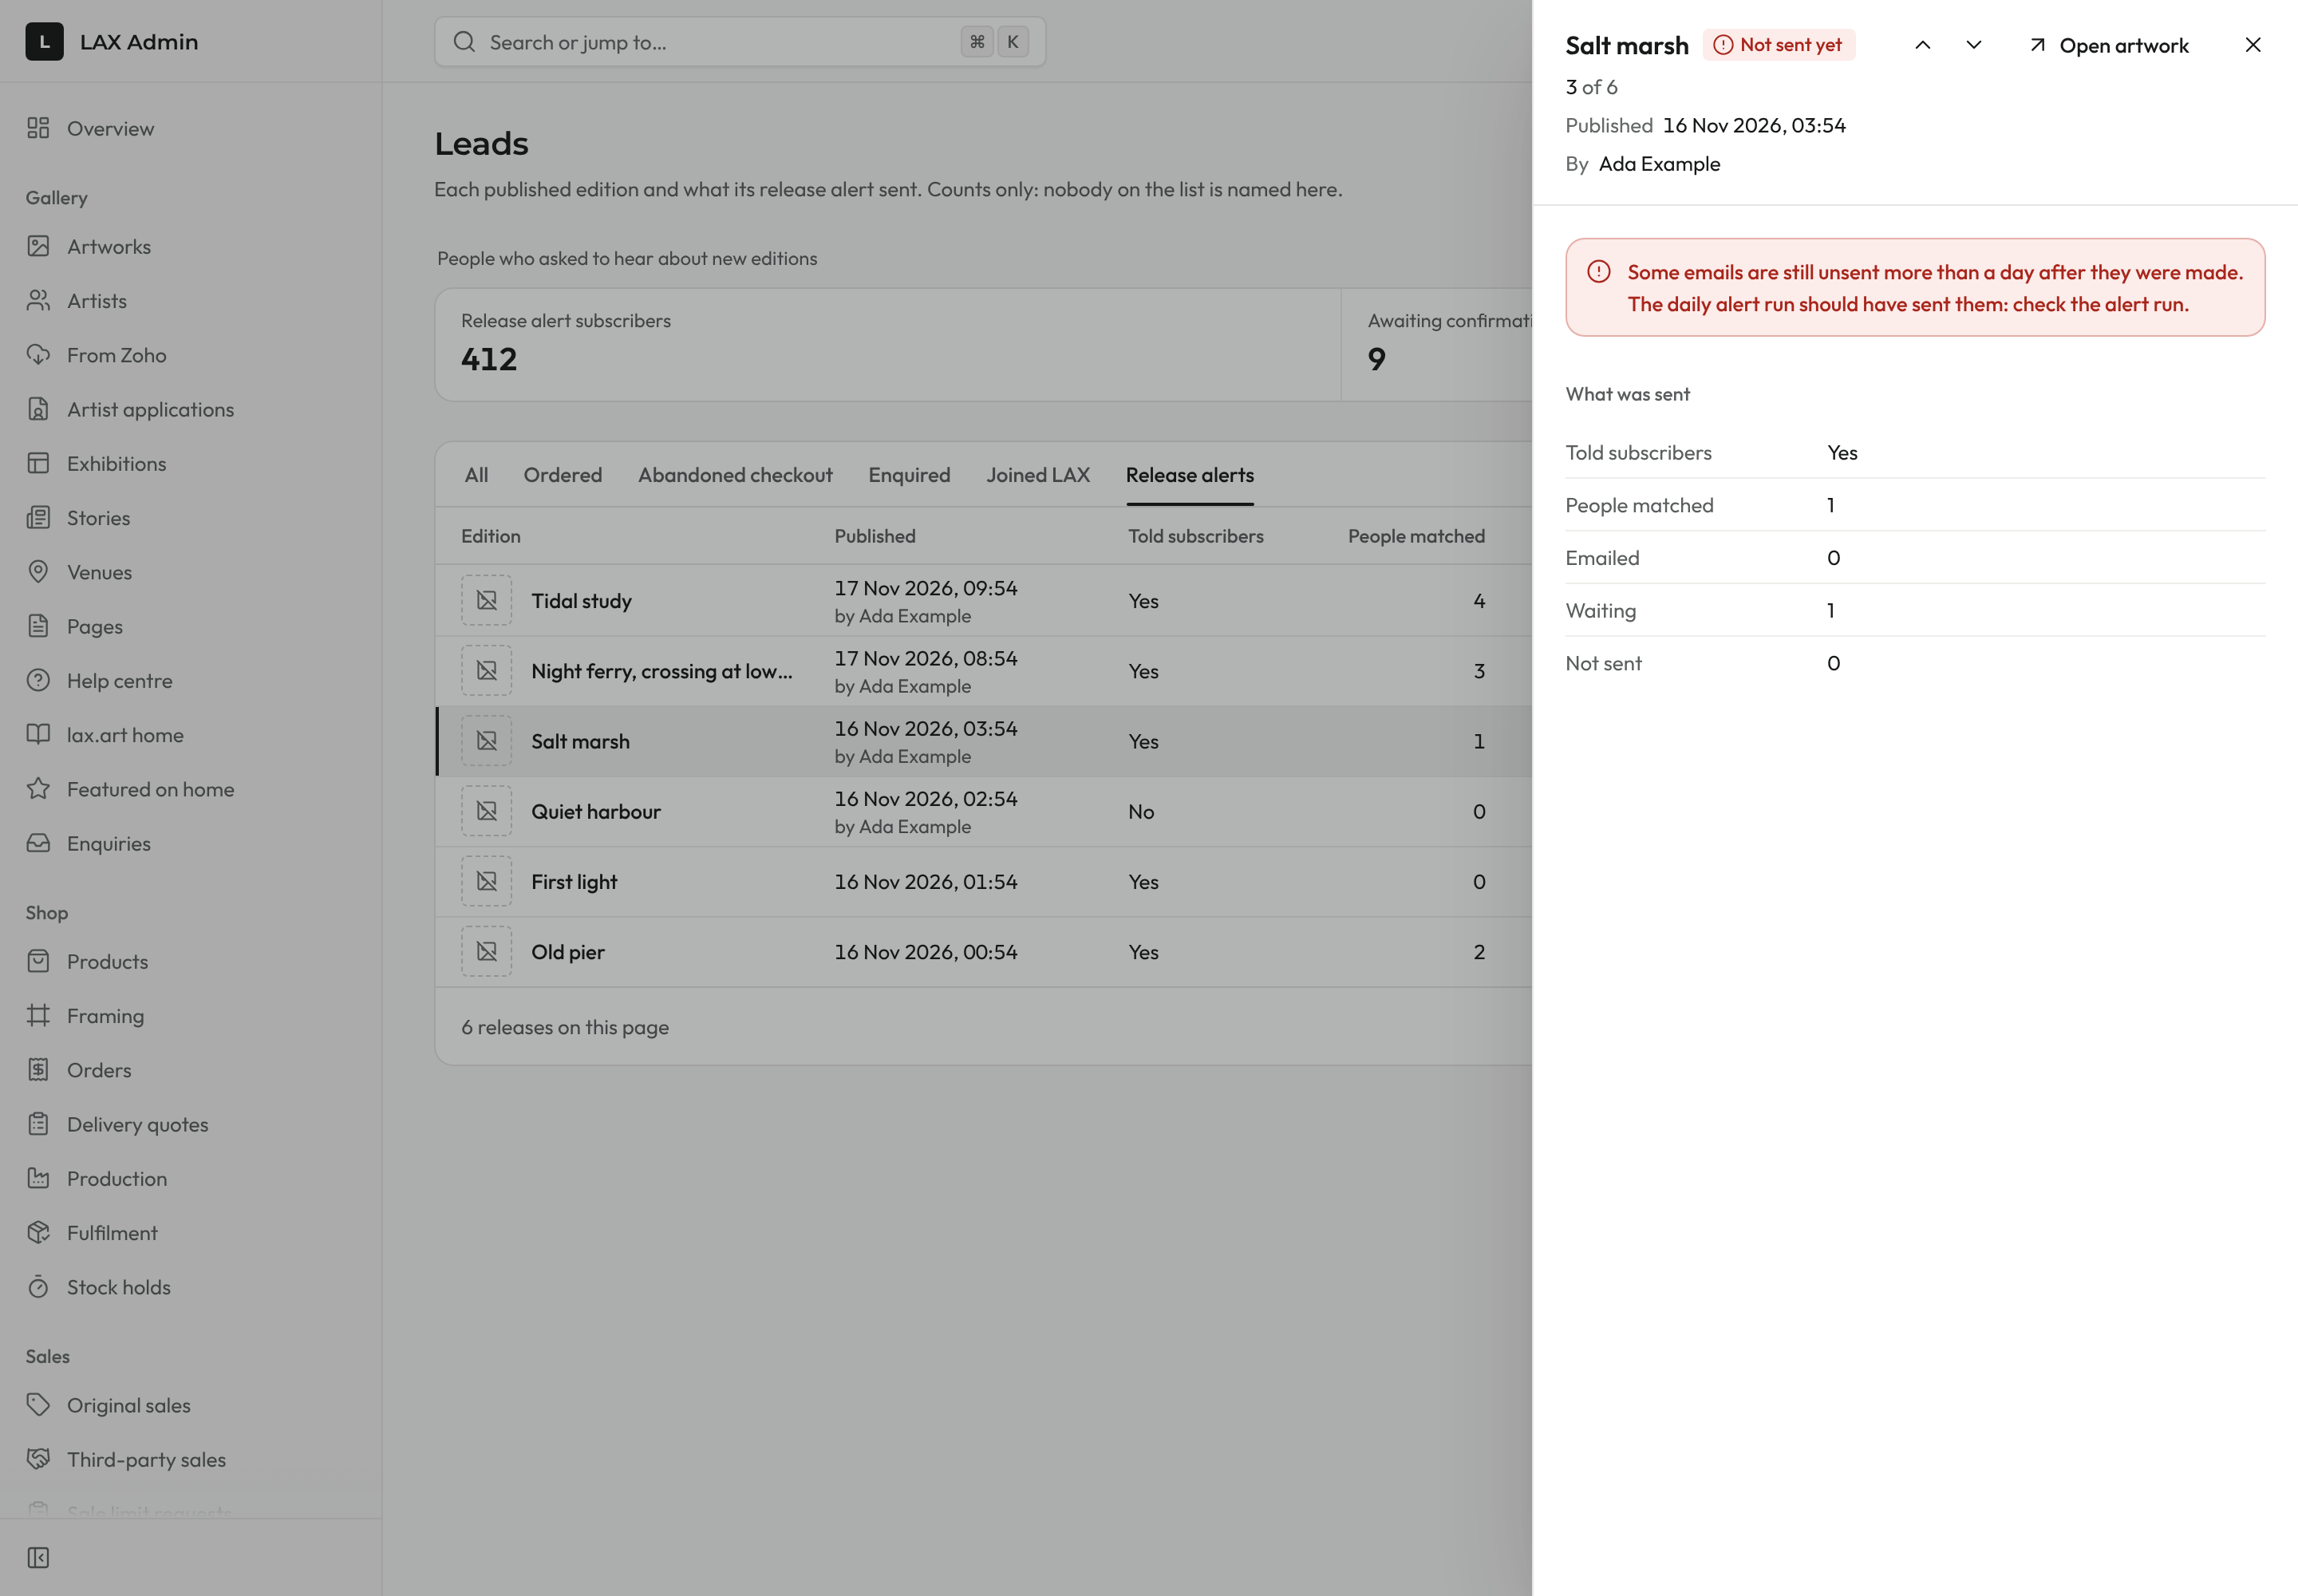 L LAX Admin
Search or jump to...
⌘ K
Overview
Gallery
Artworks
Artists
From Zoho
Artist applications
Exhibitions
Stories
Venues
Pages
Help centre
lax.art home
Featured on home
Enquiries
Shop
Products
Framing
Orders
Delivery quotes
Production
Fulfilment
Stock holds
Sales
Original sales
Third-party sales
Sale limit requests
Leads
Each published edition and what its release alert sent. Counts only: nobody on the list is named here.
People who asked to hear about new editions
Release alert subscribers
412
Awaiting confirmati
9
All Ordered Abandoned checkout Enquired Joined LAX Release alerts
Edition Published Told subscribers People matched
Tidal study 17 Nov 2026, 09:54 by Ada Example Yes 4
Night ferry, crossing at low... 17 Nov 2026, 08:54 by Ada Example Yes 3
Salt marsh 16 Nov 2026, 03:54 by Ada Example Yes 1
Quiet harbour 16 Nov 2026, 02:54 by Ada Example No 0
First light 16 Nov 2026, 01:54 Yes 0
Old pier 16 Nov 2026, 00:54 Yes 2
6 releases on this page
Salt marsh Not sent yet Open artwork
3 of 6
Published 16 Nov 2026, 03:54
By Ada Example
Some emails are still unsent more than a day after they were made.
The daily alert run should have sent them: check the alert run.
What was sent
Told subscribers Yes
People matched 1
Emailed 0
Waiting 1
Not sent 0